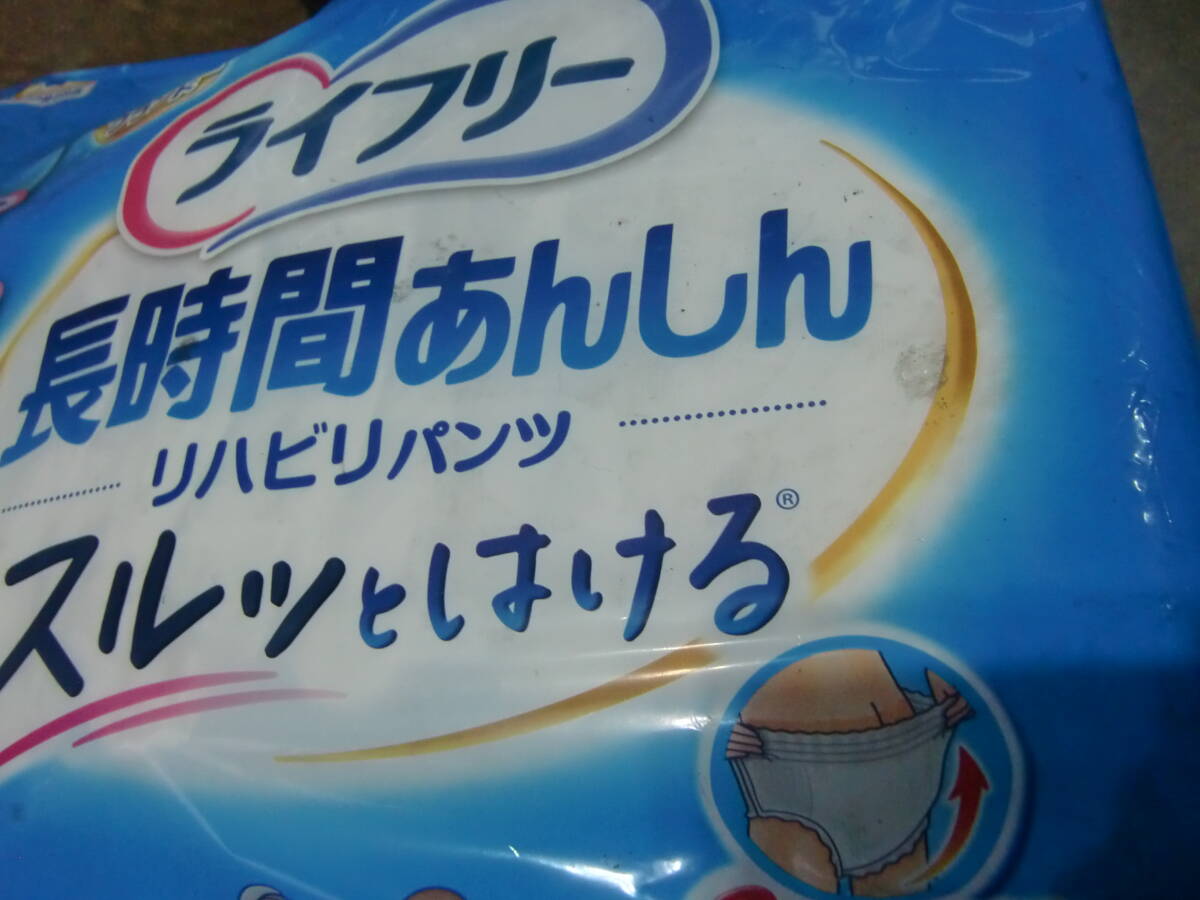 ライフリー
長時間あんしん
リハビリパンツ
スルッとはける®